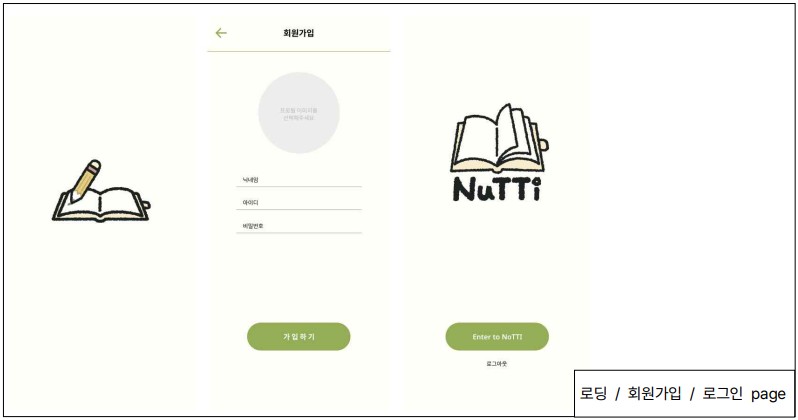 회원가입
프로필 이미지를
선택해주세요
닉네임
아이디
비밀번호
가입하기
NuTTi
Enter to NoTTI
로그아웃
로딩 / 회원가입 / 로그인 page